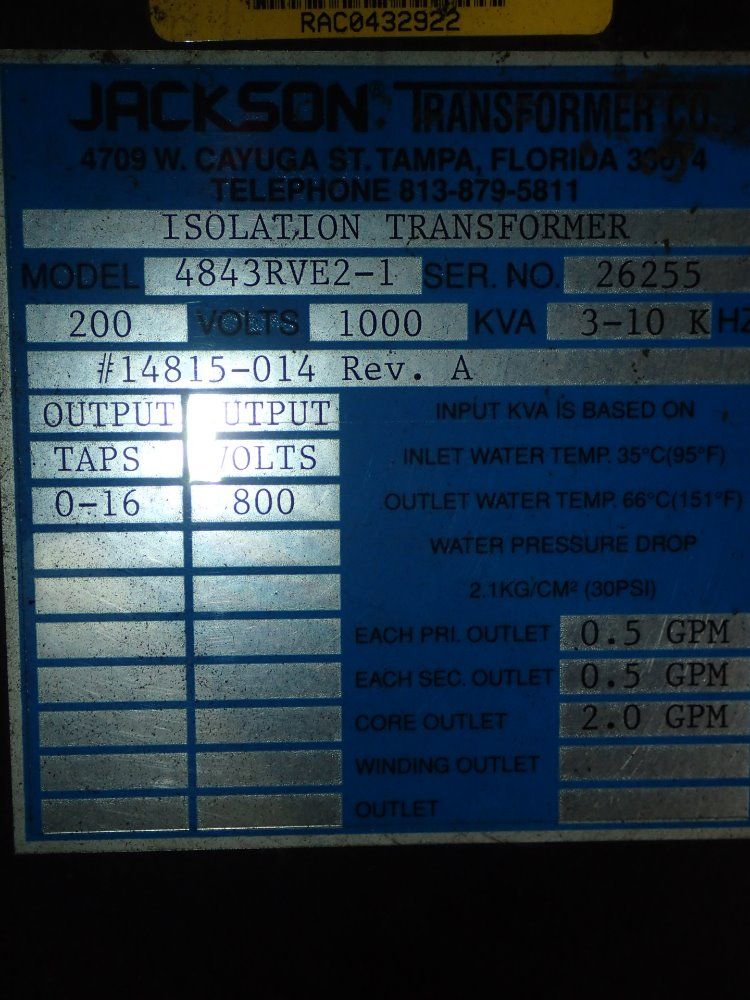 RAC0432922
JACKSON® TRANSFORMER CO.
4709 W. CAYUGA ST. TAMPA, FLORIDA
TELEPHONE 813-879-5811
ISOLATION TRANSFORMER
MODEL 4843RVE2-1 SER. NO. 26255
200 VOLTS 1000 KVA 3-10 K HZ
#14815-014 Rev. A
OUTPUT UTPUT INPUT KVA IS BASED ON
TAPS VOLTS INLET WATER TEMP. 35°C(95°F)
0-16 800 OUTLET WATER TEMP. 66°C(151°F)
WATER PRESSURE DROP
2.1KG/CM² (30PSI)
EACH PRI. OUTLET 0.5 GPM
EACH SEC. OUTLET 0.5 GPM
CORE OUTLET 2.0 GPM
WINDING OUTLET
OUTLET